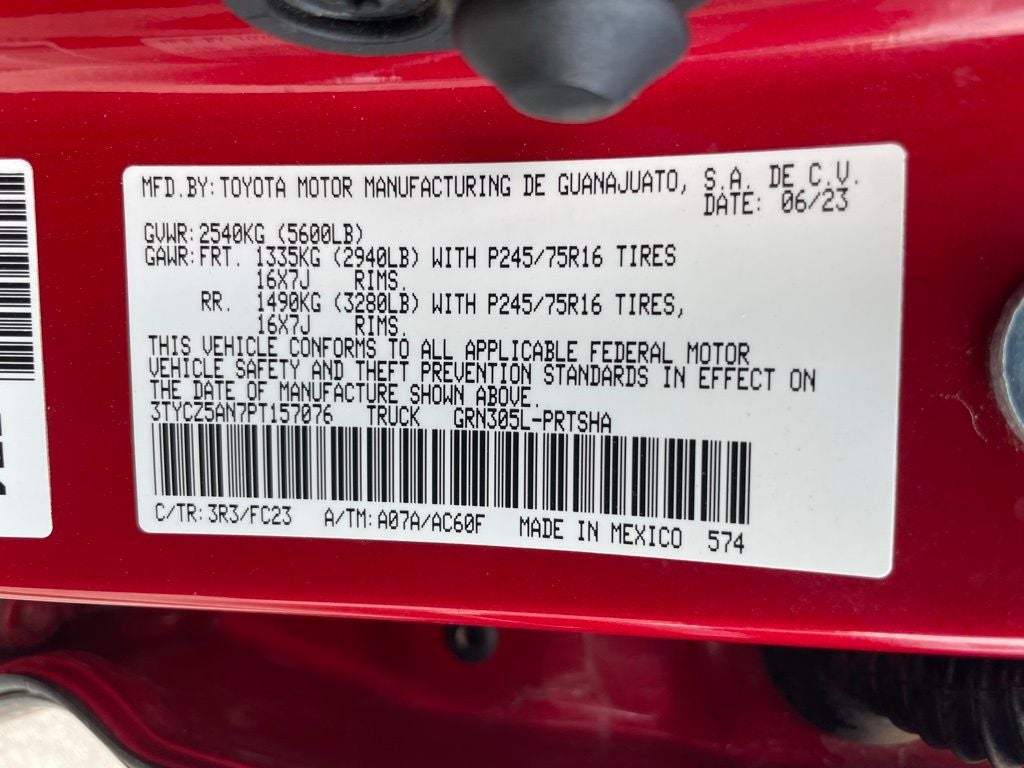 MFD.BY: TOYOTA MOTOR MANUFACTURING DE GUANAJUATO, S.A. DE C.V.
DATE: 06/23
GVWR: 2540KG (5600LB)
GAWR: FRT. 1335KG (2940LB) WITH P245/75R16 TIRES
16X7J RIMS.
RR. 1490KG (3280LB) WITH P245/75R16 TIRES,
16X7J RIMS.
THIS VEHICLE CONFORMS TO ALL APPLICABLE FEDERAL MOTOR
VEHICLE SAFETY AND THEFT PREVENTION STANDARDS IN EFFECT ON
THE DATE OF MANUFACTURE SHOWN ABOVE.
3TYCZ5AN7PT157076 TRUCK GRN305L-PRTSHA
C/TR: 3R3/FC23 A/TM: A07A/AC60F MADE IN MEXICO 574